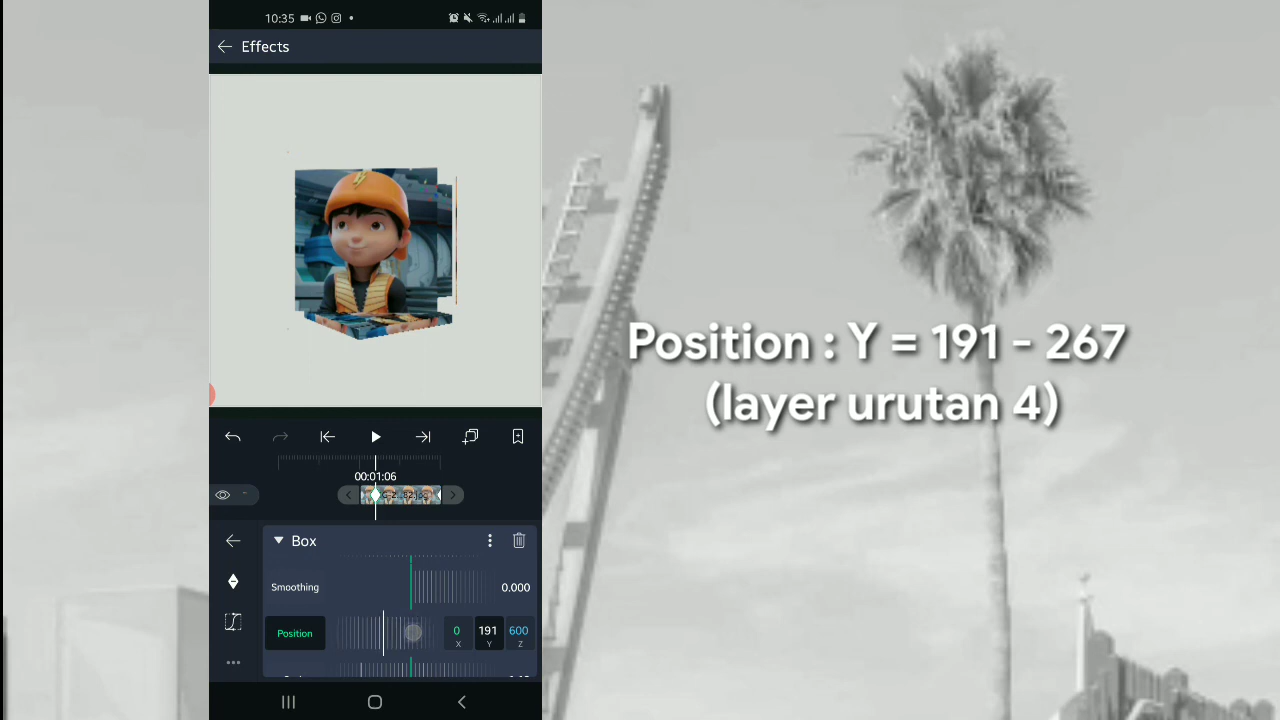 10:35
Effects
Position : Y = 191 - 267
(layer urutan 4)
00:01:06
Box
Smoothing
0.000
Position
0
191
600
X
Y
Z